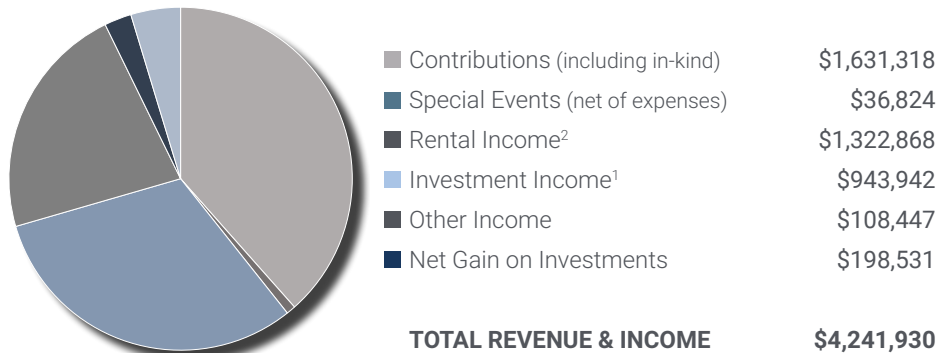 Contributions (including in-kind) $1,631,318
Special Events (net of expenses) $36,824
Rental Income² $1,322,868
Investment Income¹ $943,942
Other Income $108,447
Net Gain on Investments $198,531
TOTAL REVENUE & INCOME $4,241,930